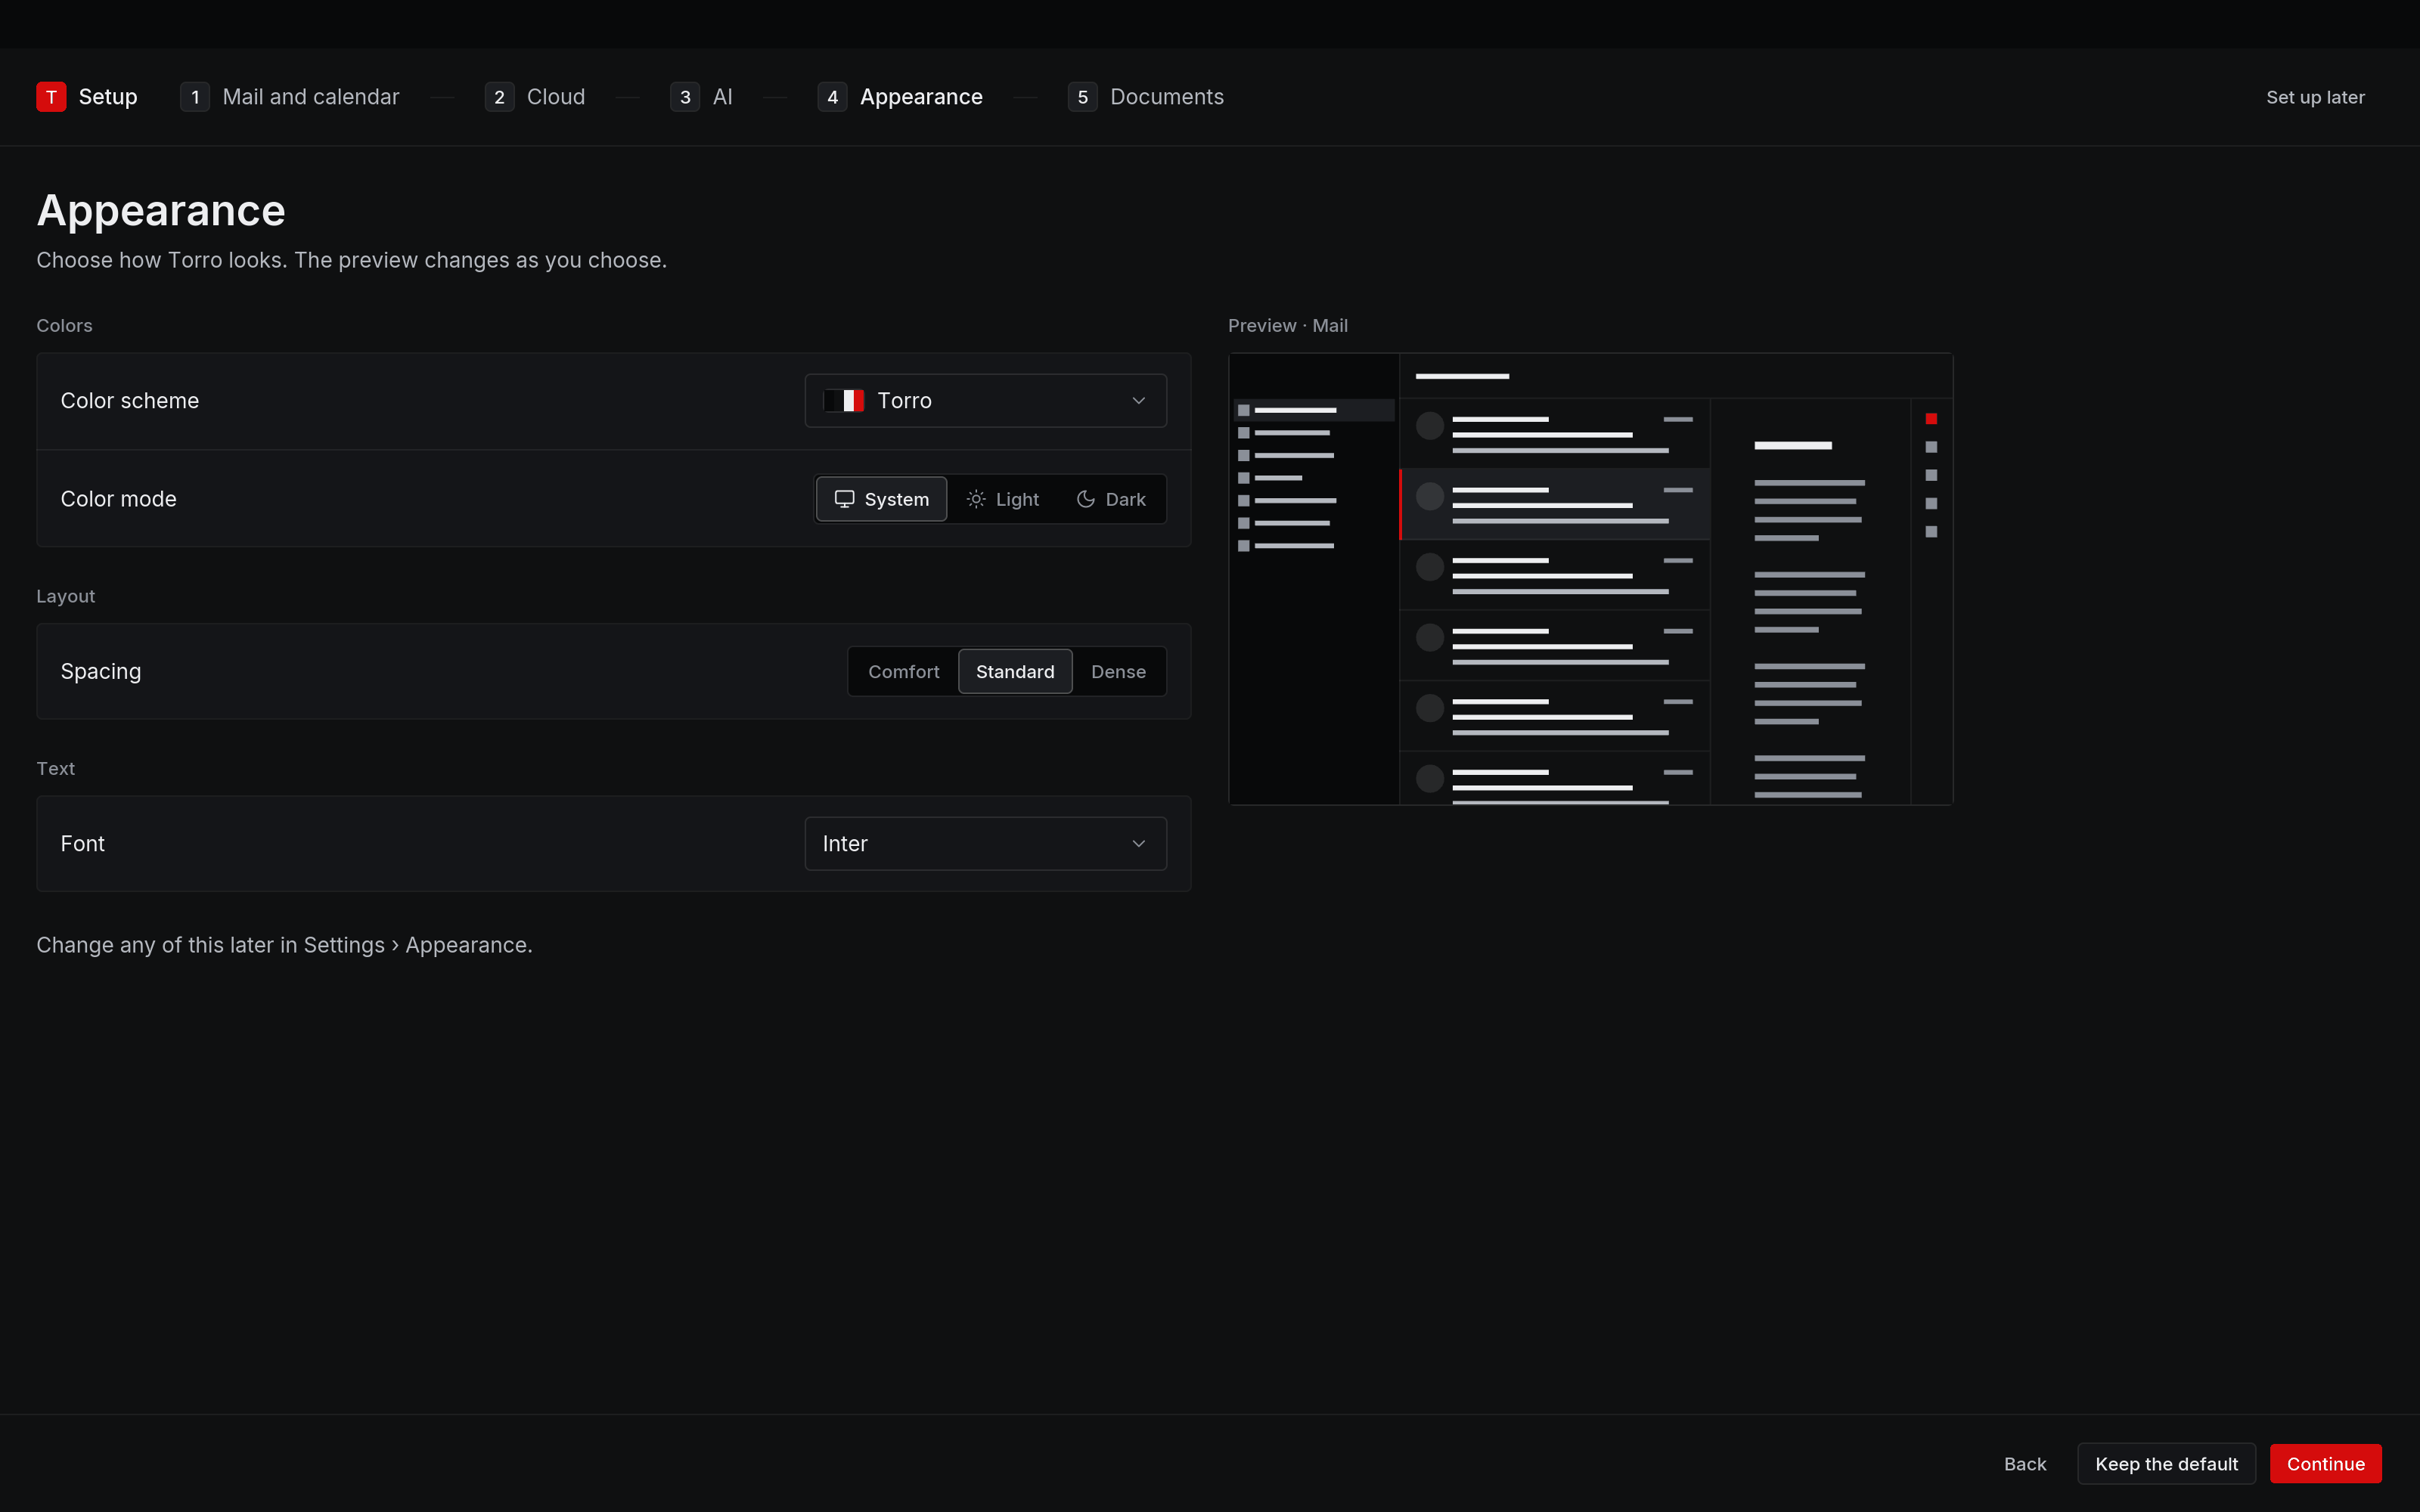 T Setup 1 Mail and calendar 2 Cloud 3 AI 4 Appearance 5 Documents Set up later
Appearance
Choose how Torro looks. The preview changes as you choose.
Colors
Color scheme Torro
Color mode System Light Dark
Layout
Spacing Comfort Standard Dense
Text
Font Inter
Change any of this later in Settings › Appearance.
Preview · Mail
Back Keep the default Continue